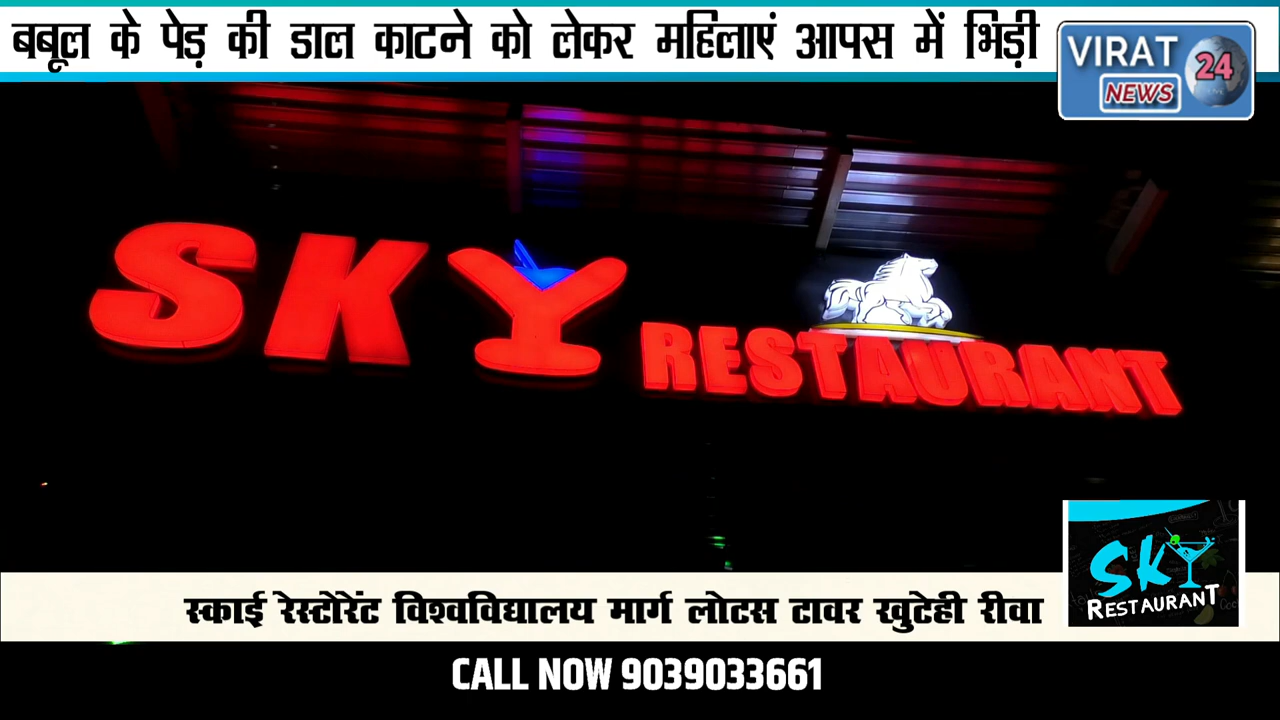 बबूल के पेड़ की डाल काटने को लेकर महिलाएं आपस में भिड़ी
VIRAT
24
NEWS
SKY RESTAURANT
SKY
RESTAURANT
स्काई रेस्टोरेंट विश्वविद्यालय मार्ग लोटस टावर खुटेही रीवा
CALL NOW 9039033661